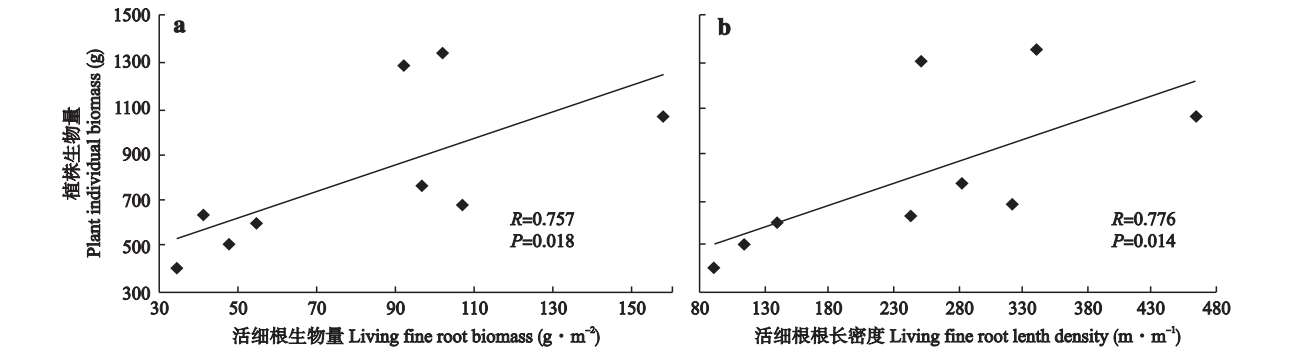 a
b
1500
1300
1100
900
700
500
300
植株生物量
Plant individual biomass (g)
R=0.757
P=0.018
R=0.776
P=0.014
30 50 70 90 110 130 150
80 130 180 230 280 330 380 430 480
活细根生物量 Living fine root biomass (g · m⁻²)
活细根根长密度 Living fine root lenth density (m · m⁻¹)